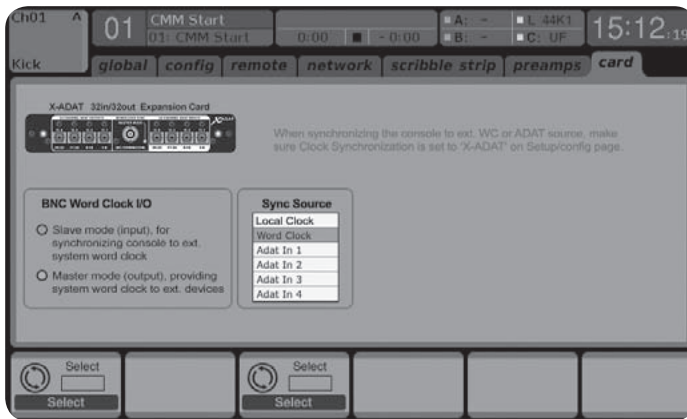 Ch01 ^
Kick
01
CMM Start
01: CMM Start
0:00
- 0:00
A: -
B: -
L 44K1
C: UF
15:12:19
global config remote network scribble strip preamps card
X-ADAT 32in/32out Expansion Card
When synchronizing the console to ext. WC or ADAT source, make
sure Clock Synchronization is set to 'X-ADAT' on Setup/config page.
BNC Word Clock I/O
Slave mode (input), for
synchronizing console to ext.
system word clock
Master mode (output), providing
system word clock to ext. devices
Sync Source
Local Clock
Word Clock
Adat In 1
Adat In 2
Adat In 3
Adat In 4
Select
Select
Select
Select